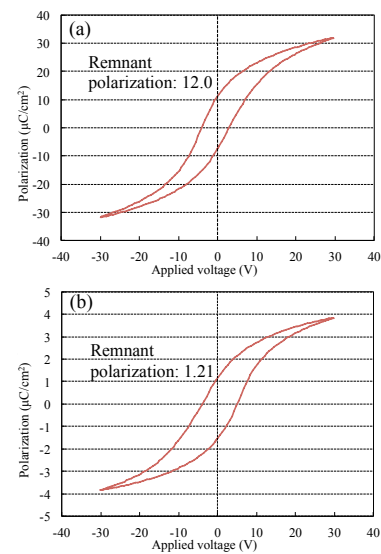 (a)
Remnant
polarization: 12.0
Polarization (μC/cm²)
40
30
20
10
0
-10
-20
-30
-40
-40 -30 -20 -10 0 10 20 30 40
Applied voltage (V)
(b)
Remnant
polarization: 1.21
Polarization (μC/cm²)
5
4
3
2
1
0
-1
-2
-3
-4
-5
-40 -30 -20 -10 0 10 20 30 40
Applied voltage (V)